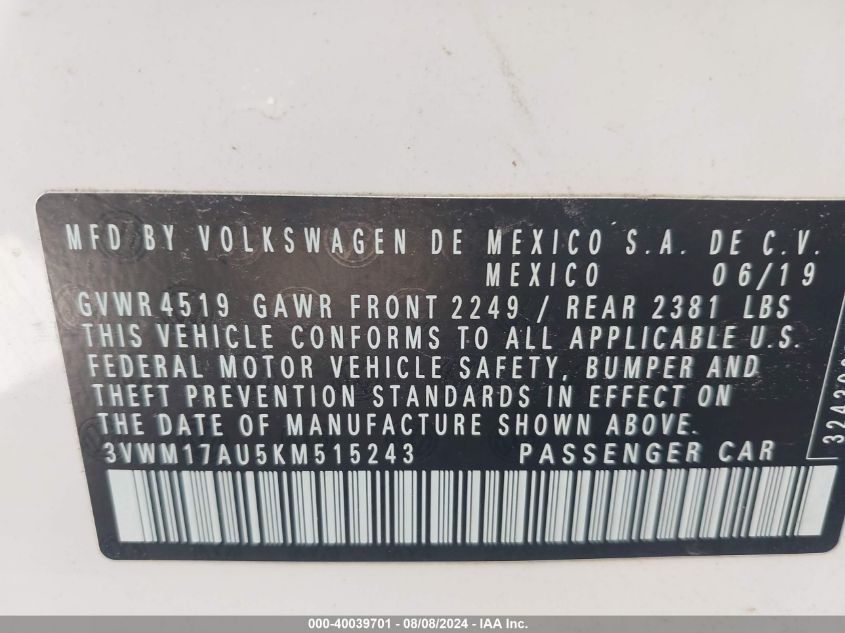 MFD BY VOLKSWAGEN DE MEXICO S.A. DE C.V.
MEXICO 06/19
GVWR 4519 GAWR FRONT 2249 / REAR 2381 LBS
THIS VEHICLE CONFORMS TO ALL APPLICABLE U.S.
FEDERAL MOTOR VEHICLE SAFETY, BUMPER AND
THEFT PREVENTION STANDARDS IN EFFECT ON
THE DATE OF MANUFACTURE SHOWN ABOVE.
3VWM17AU5KM515243 PASSENGER CAR
000-40039701 - 08/08/2024 - IAA Inc.